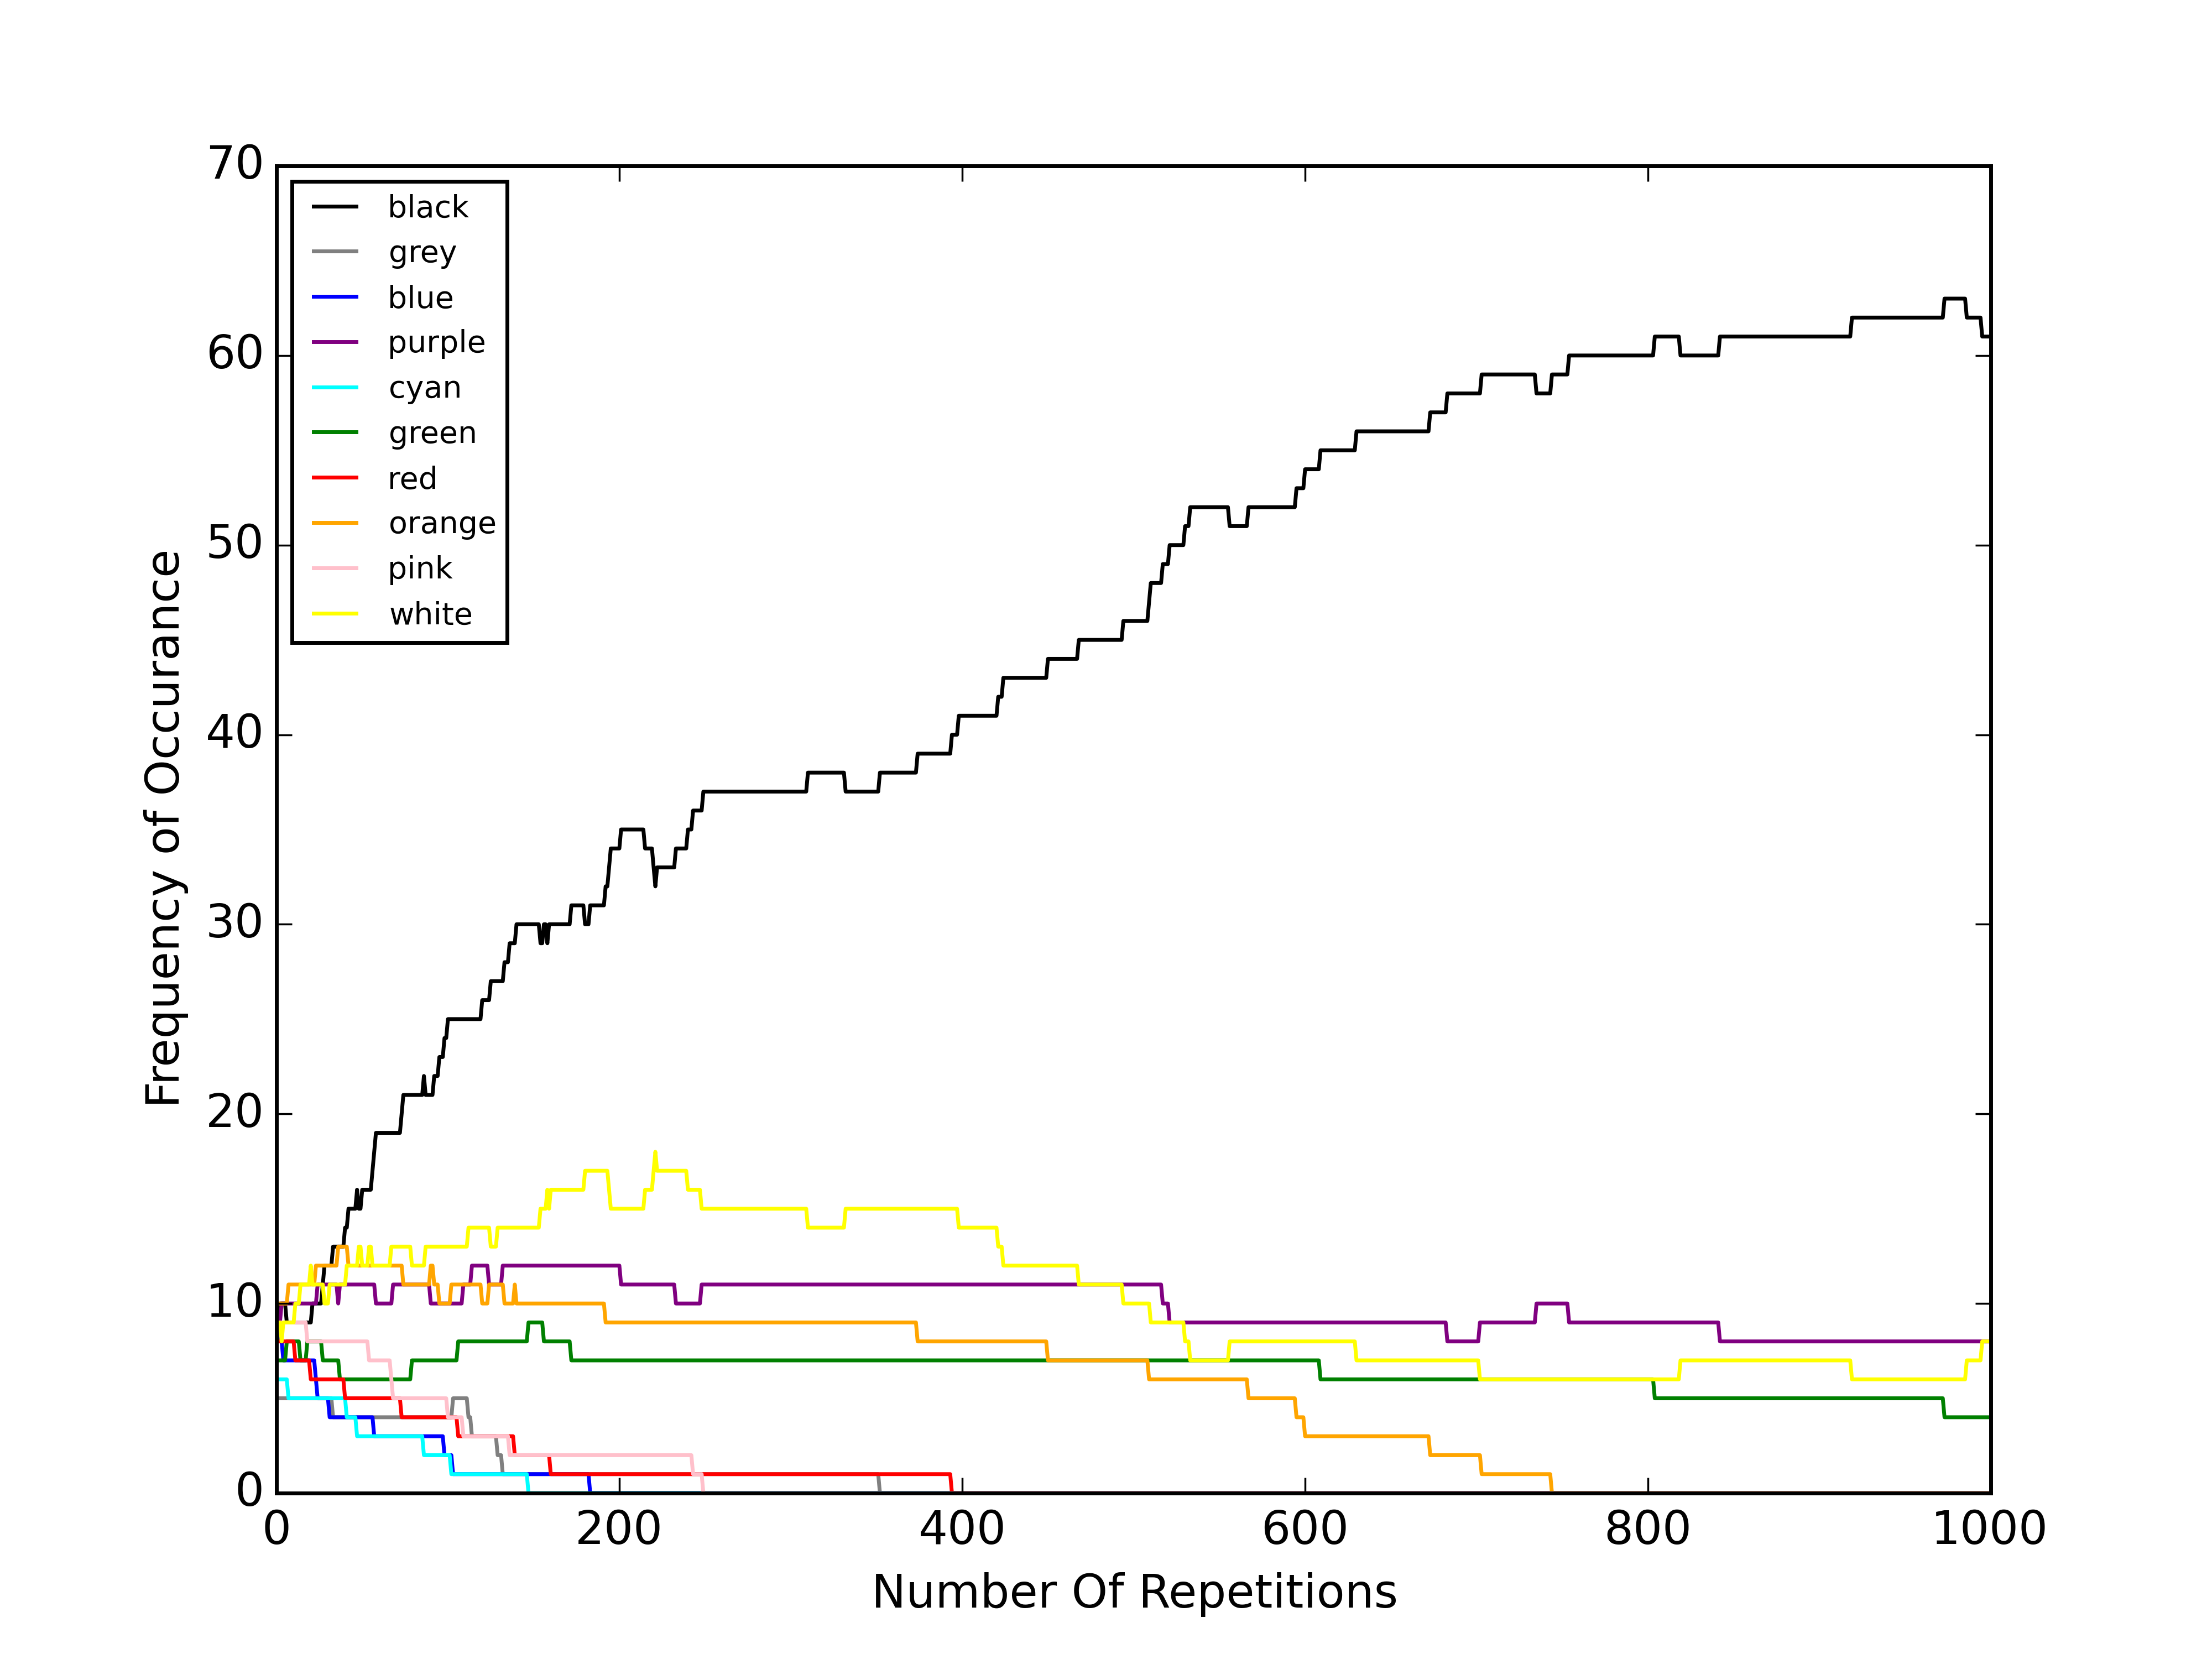 70
60
50
40
30
20
10
0
Frequency of Occurance
black
grey
blue
purple
cyan
green
red
orange
pink
white
0 200 400 600 800 1000
Number Of Repetitions